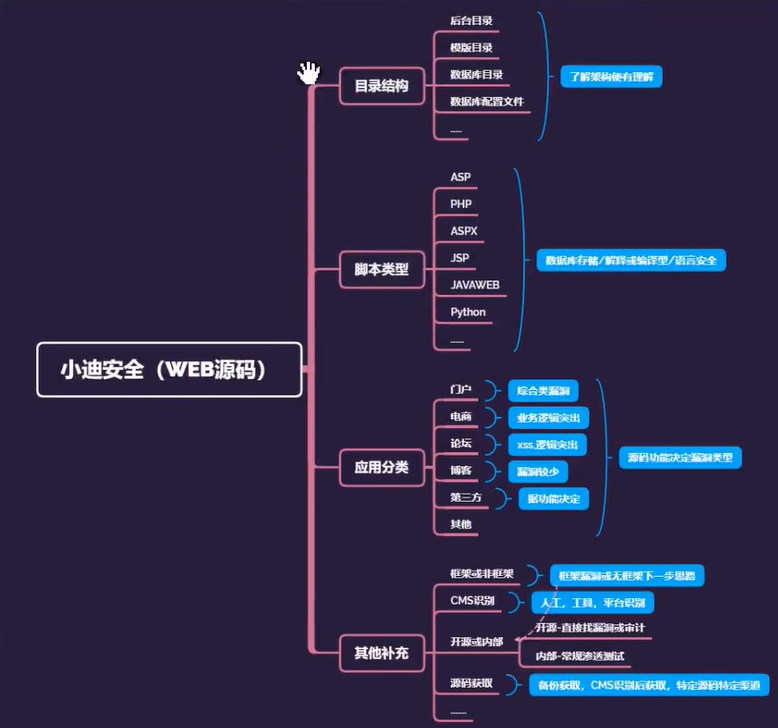 小迪安全（WEB源码）
目录结构
后台目录
模版目录
数据库目录
数据库配置文件
......
了解架构便有理解
脚本类型
ASP
PHP
ASPX
JSP
JAVAWEB
Python
......
数据库存储/解释或编译型/语言安全
应用分类
门户
综合类漏洞
电商
业务逻辑突出
论坛
xss,逻辑突出
博客
漏洞较少
第三方
据功能决定
其他
源码功能决定漏洞类型
其他补充
框架或非框架
框架漏洞或无框架下一步思路
CMS识别
人工，工具，平台识别
开源或内部
开源-直接找漏洞或审计
内部-常规渗透测试
源码获取
备份获取，CMS识别后获取，特定源码特定渠道
......